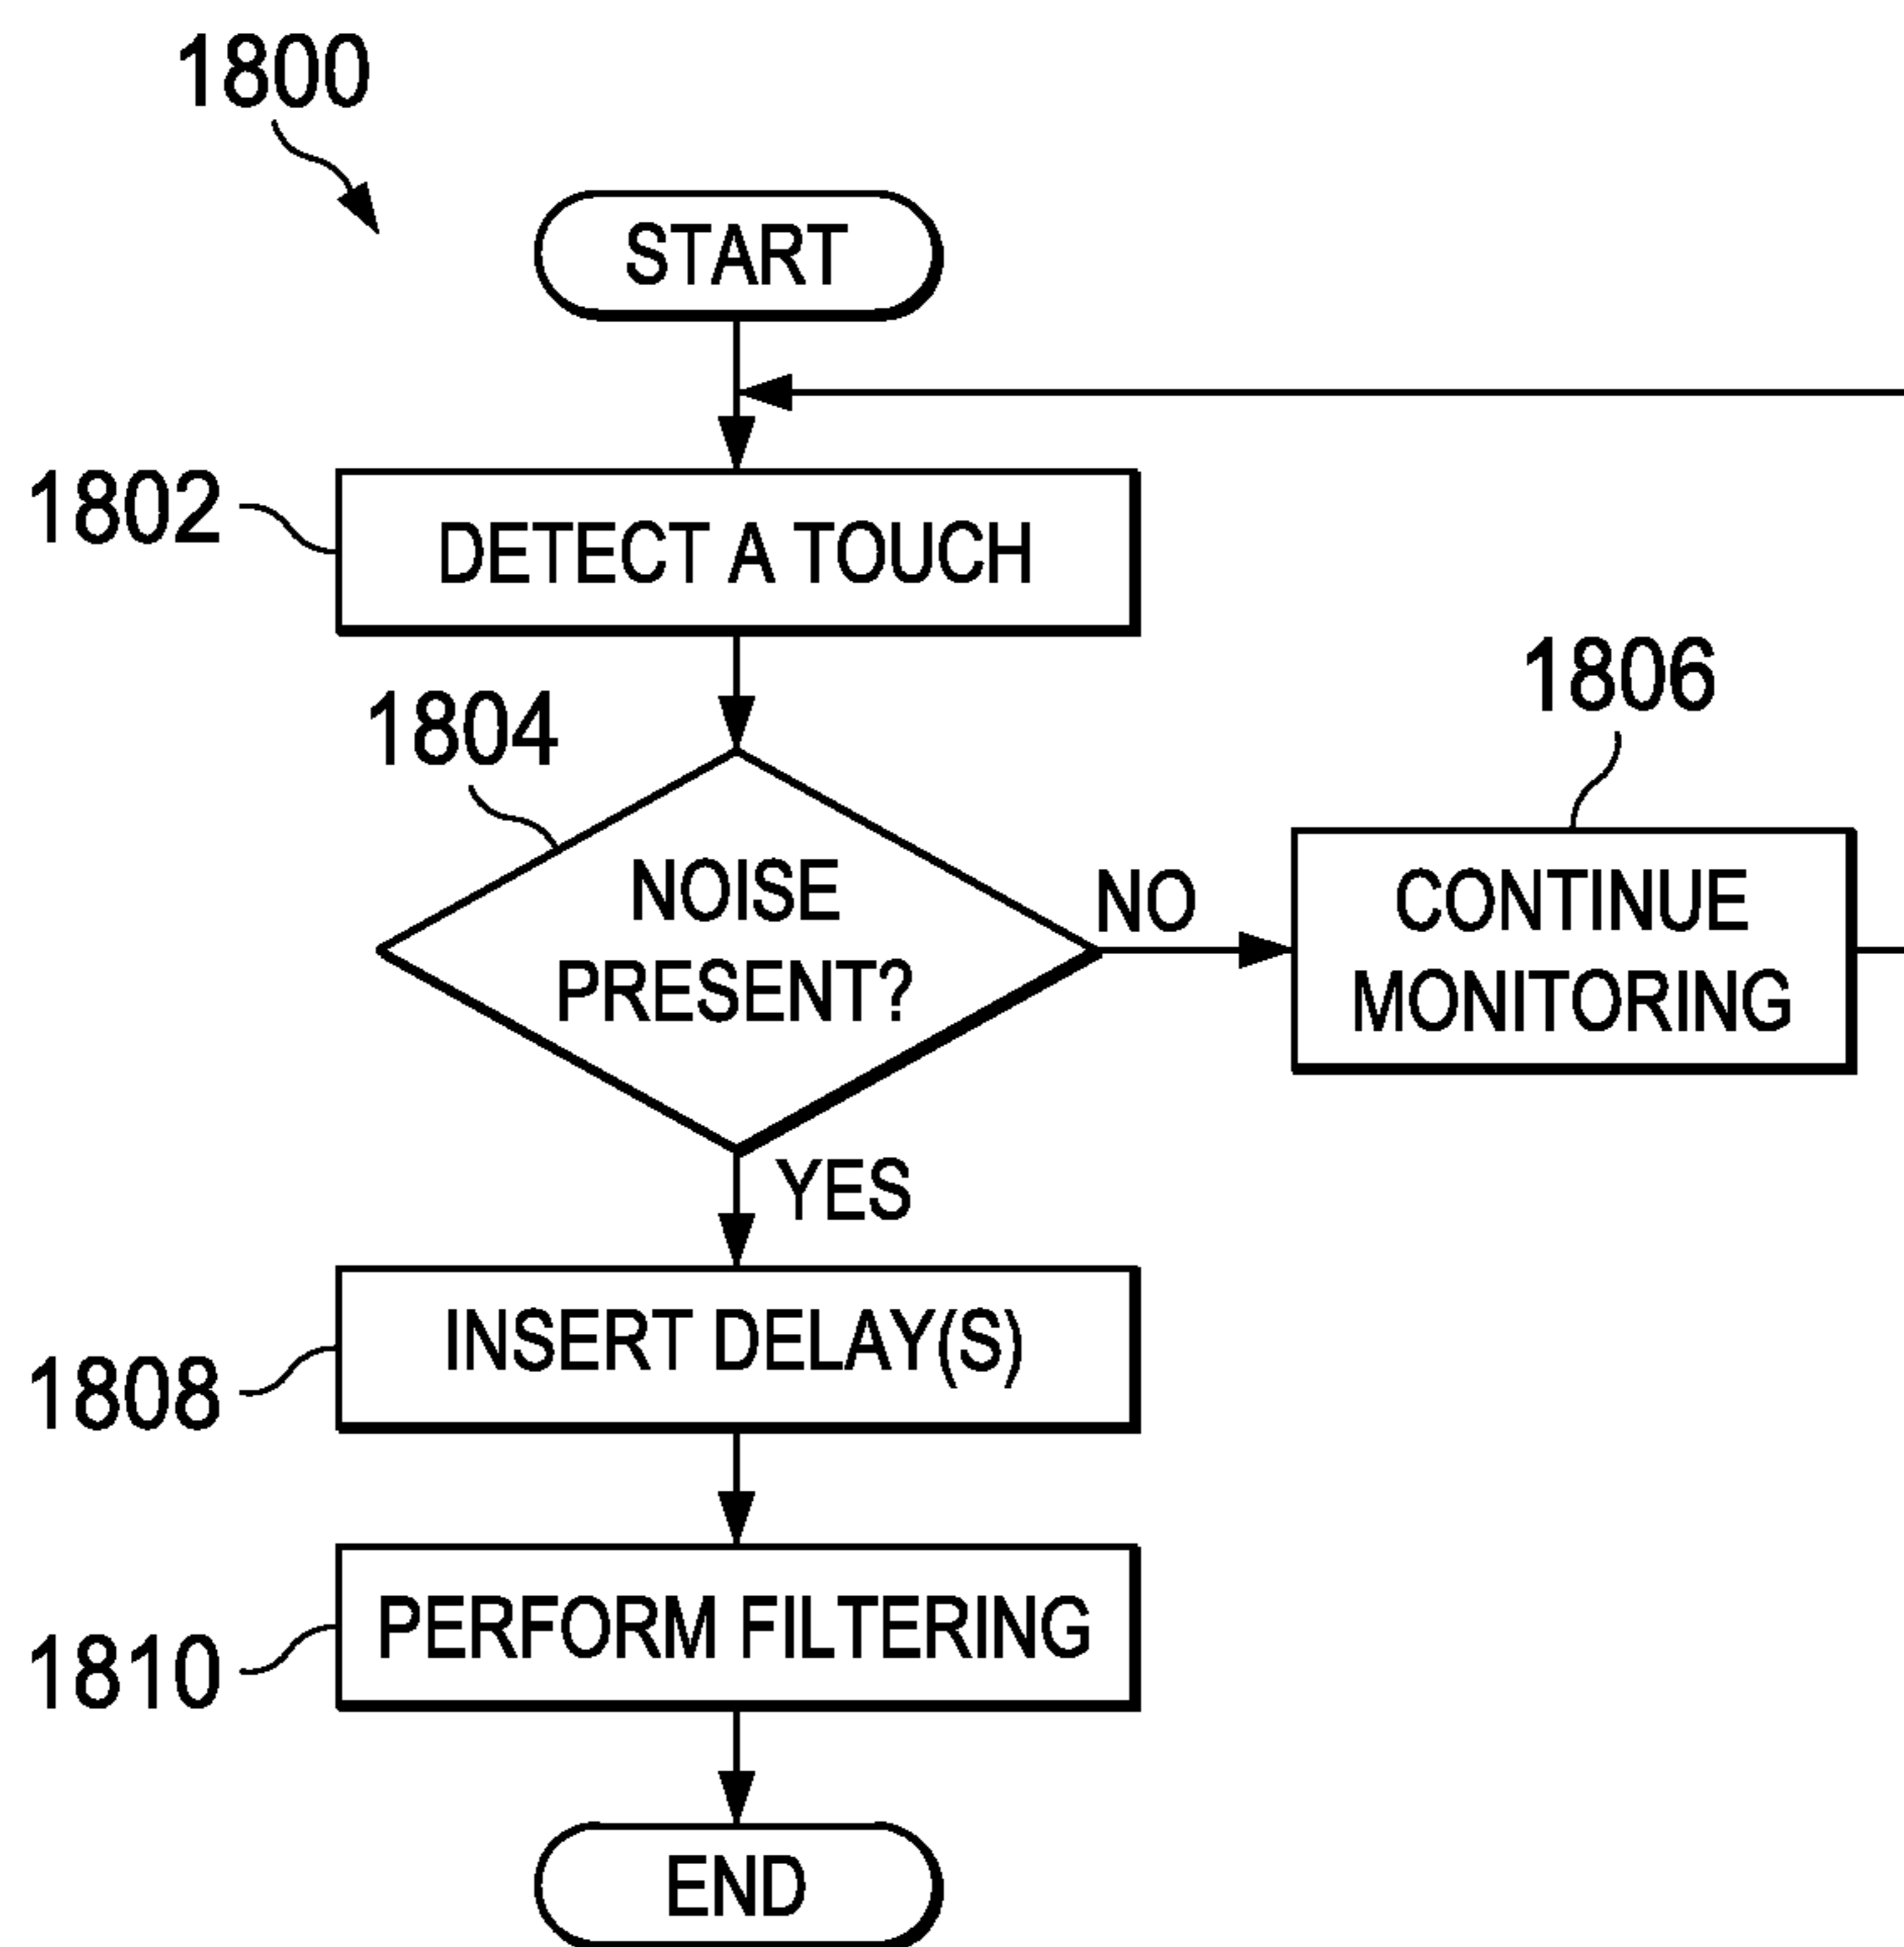 1800
START
1802
DETECT A TOUCH
1804
1806
NOISE
PRESENT?
NO
CONTINUE
MONITORING
YES
1808
INSERT DELAY(S)
1810
PERFORM FILTERING
END